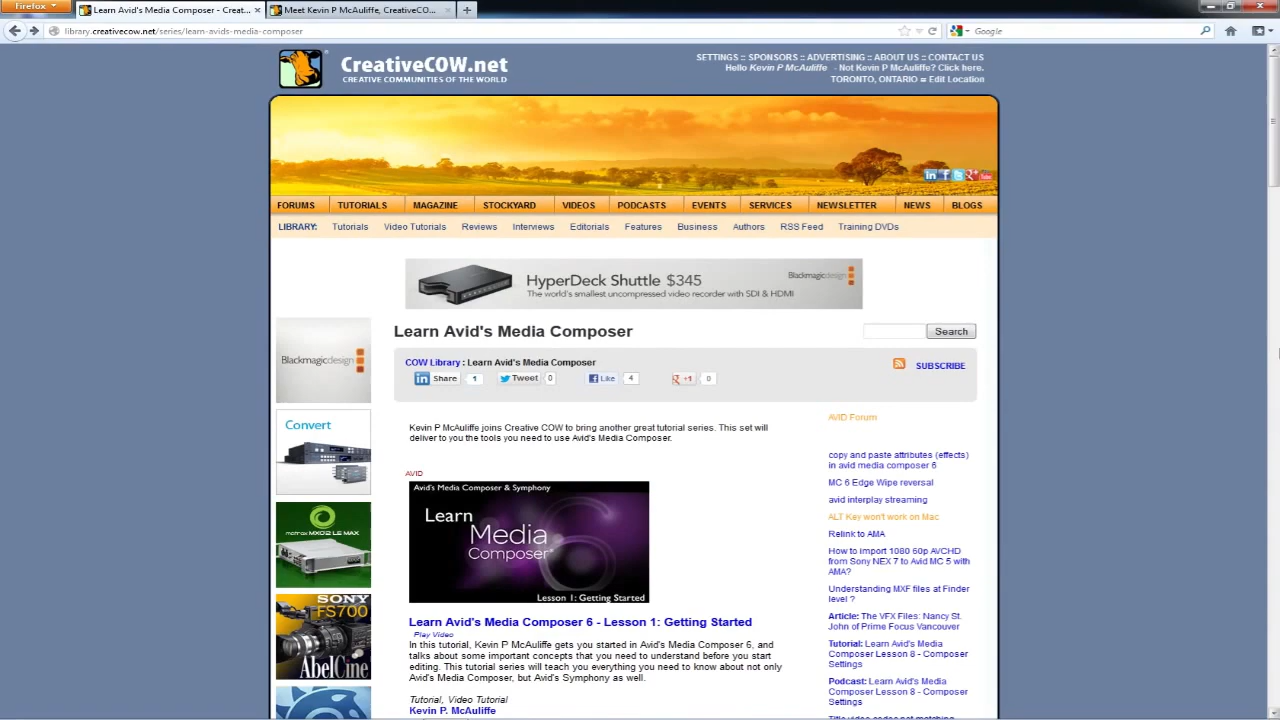 Firefox
Learn Avid's Media Composer - Creat...
Meet Kevin P McAuliffe, CreativeCO...
library.creativecow.net/series/learn-avids-media-composer
Google
CreativeCOW.net
CREATIVE COMMUNITIES OF THE WORLD
SETTINGS :: SPONSORS :: ADVERTISING :: ABOUT US :: CONTACT US
Hello Kevin P McAuliffe - Not Kevin P McAuliffe? Click here.
TORONTO, ONTARIO = Edit Location
FORUMS TUTORIALS MAGAZINE STOCKYARD VIDEOS PODCASTS EVENTS SERVICES NEWSLETTER NEWS BLOGS
LIBRARY: Tutorials Video Tutorials Reviews Interviews Editorials Features Business Authors RSS Feed Training DVDs
HyperDeck Shuttle $345
The world's smallest uncompressed video recorder with SDI & HDMI
Blackmagicdesign
Blackmagicdesign
Convert
matrox MXO2 LE MAX
SONY
FS700
AbelCine
Learn Avid's Media Composer
Search
COW Library : Learn Avid's Media Composer
SUBSCRIBE
Share 1 Tweet 0 Like 4 +1 0
Kevin P McAuliffe joins Creative COW to bring another great tutorial series. This set will
deliver to you the tools you need to use Avid's Media Composer.
AVID
Avid's Media Composer & Symphony
Learn
Media
Composer
Lesson 1: Getting Started
Learn Avid's Media Composer 6 - Lesson 1: Getting Started
Play Video
In this tutorial, Kevin P McAuliffe gets you started in Avid's Media Composer 6, and
talks about some important concepts that you need to understand before you start
editing. This tutorial series will teach you everything you need to know about not only
Avid's Media Composer, but Avid's Symphony as well.
Tutorial, Video Tutorial
Kevin P. McAuliffe
AVID Forum
copy and paste attributes (effects)
in avid media composer 6
MC 6 Edge Wipe reversal
avid interplay streaming
ALT Key won't work on Mac
Relink to AMA
How to import 1080 60p AVCHD
from Sony NEX 7 to Avid MC 5 with
AMA?
Understanding MXF files at Finder
level ?
Article: The VFX Files: Nancy St.
John of Prime Focus Vancouver
Tutorial: Learn Avid's Media
Composer Lesson 8 - Composer
Settings
Podcast: Learn Avid's Media
Composer Lesson 8 - Composer
Settings